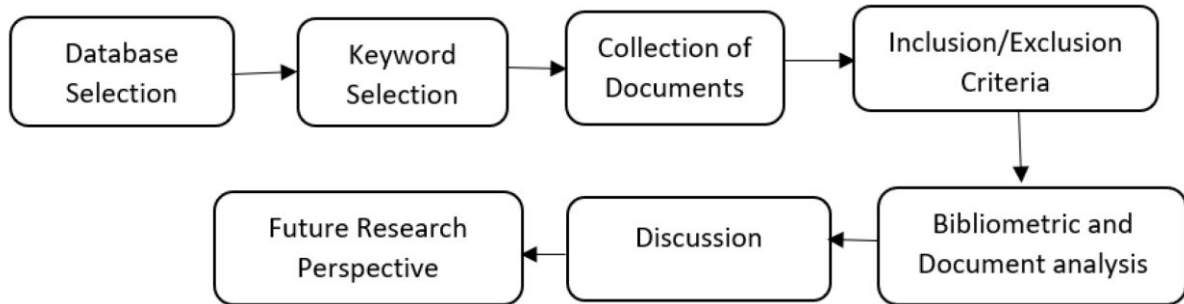 Database
Selection
Keyword
Selection
Collection of
Documents
Inclusion/Exclusion
Criteria
Bibliometric and
Document analysis
Discussion
Future Research
Perspective